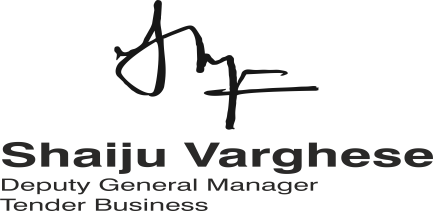 Shaiju Varghese
Deputy General Manager
Tender Business